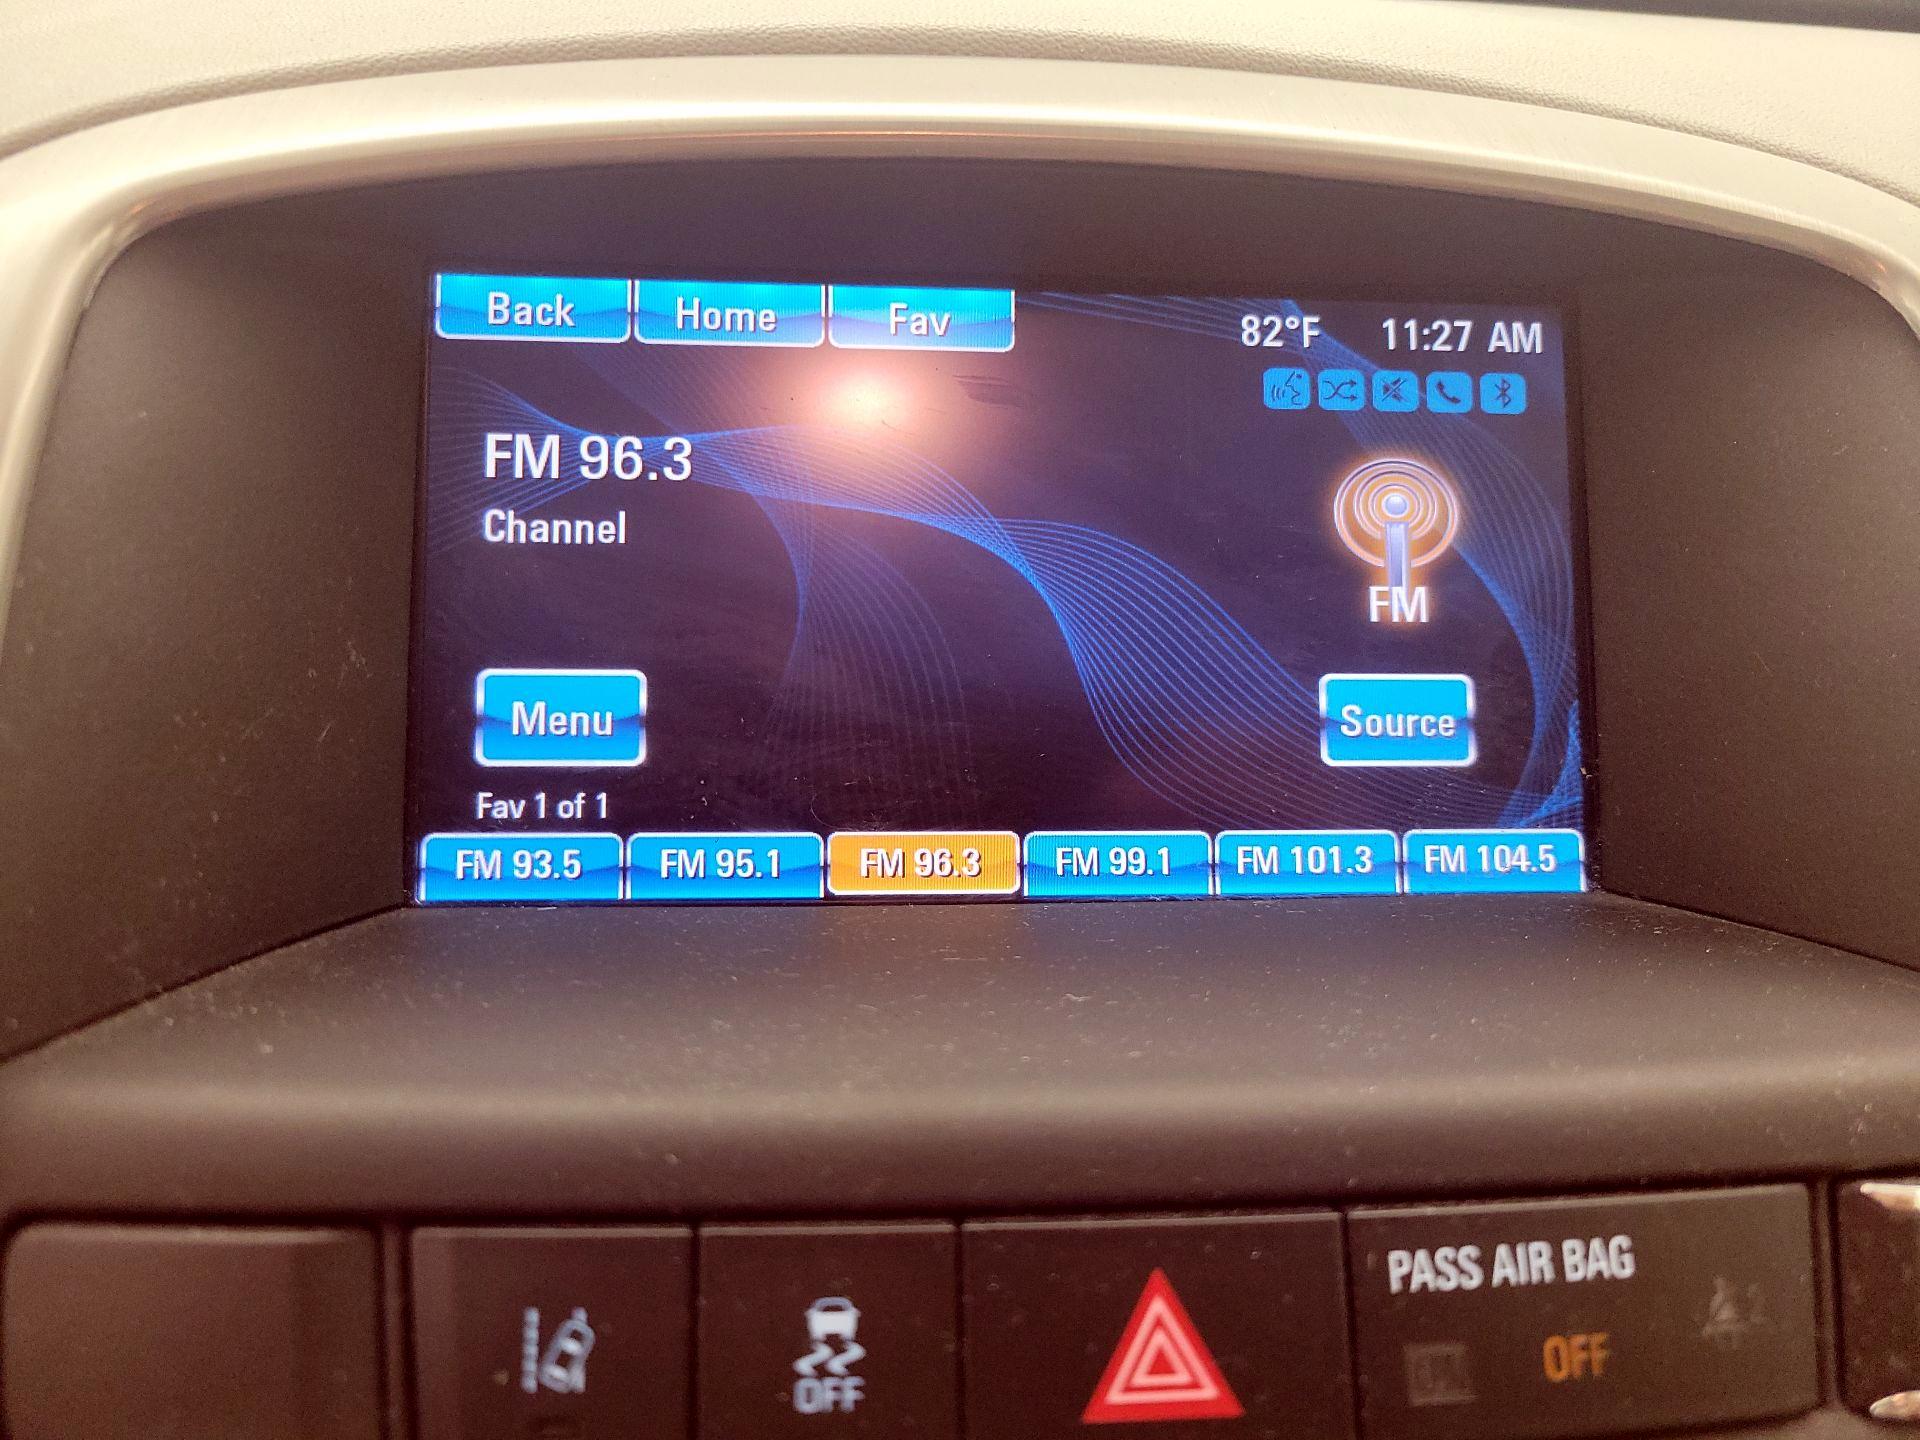 Back Home Fav
82°F 11:27 AM
FM 96.3
Channel
FM
Menu
Source
Fav 1 of 1
FM 93.5 FM 95.1 FM 96.3 FM 99.1 FM 101.3 FM 104.5
PASS AIR BAG
OFF
OFF